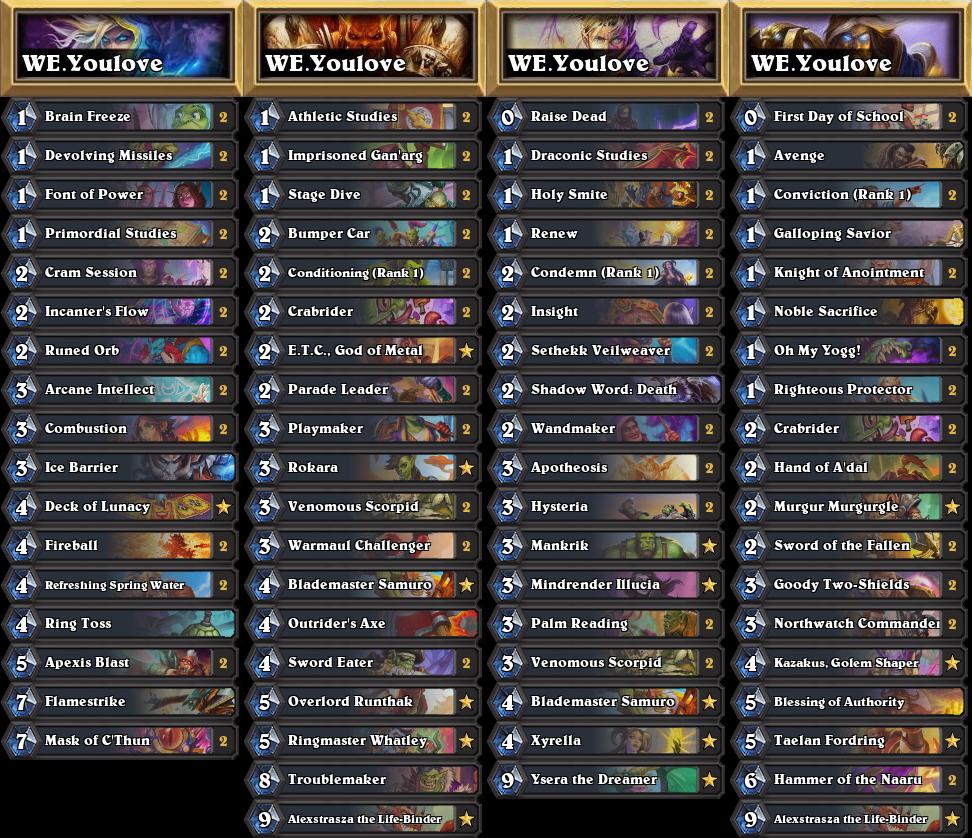 WE.Youlove
1 Brain Freeze 2
1 Devolving Missiles 2
1 Font of Power 2
1 Primordial Studies 2
2 Cram Session 2
2 Incanter's Flow 2
2 Runed Orb 2
3 Arcane Intellect 2
3 Combustion 2
3 Ice Barrier
4 Deck of Lunacy
4 Fireball 2
4 Refreshing Spring Water 2
4 Ring Toss
5 Apexis Blast 2
7 Flamestrike
7 Mask of C'Thun 2
WE.Youlove
1 Athletic Studies 2
1 Imprisoned Gan'arg 2
1 Stage Dive 2
2 Bumper Car 2
2 Conditioning (Rank 1) 2
2 Crabrider 2
2 E.T.C., God of Metal
2 Parade Leader 2
3 Playmaker 2
3 Rokara
3 Venomous Scorpid 2
3 Warmaul Challenger 2
4 Blademaster Samuro
4 Outrider's Axe
4 Sword Eater 2
5 Overlord Runthak
5 Ringmaster Whatley
8 Troublemaker
9 Alexstrasza the Life-Binder
WE.Youlove
0 Raise Dead 2
1 Draconic Studies 2
1 Holy Smite 2
1 Renew 2
2 Condemn (Rank 1) 2
2 Insight 2
2 Sethekk Veilweaver 2
2 Shadow Word: Death
2 Wandmaker 2
3 Apotheosis 2
3 Hysteria 2
3 Mankrik
3 Mindrender Illucia
3 Palm Reading 2
3 Venomous Scorpid 2
4 Blademaster Samuro
4 Xyrella
9 Ysera the Dreamer
WE.Youlove
0 First Day of School 2
1 Avenge
1 Conviction (Rank 1) 2
1 Galloping Savior
1 Knight of Anointment 2
1 Noble Sacrifice
1 Oh My Yogg! 2
1 Righteous Protector 2
2 Crabrider 2
2 Hand of A'dal 2
2 Murgur Murgurgle
2 Sword of the Fallen 2
3 Goody Two-Shields 2
3 Northwatch Commander 2
4 Kazakus, Golem Shaper
5 Blessing of Authority
5 Taelan Fordring
6 Hammer of the Naaru 2
9 Alexstrasza the Life-Binder